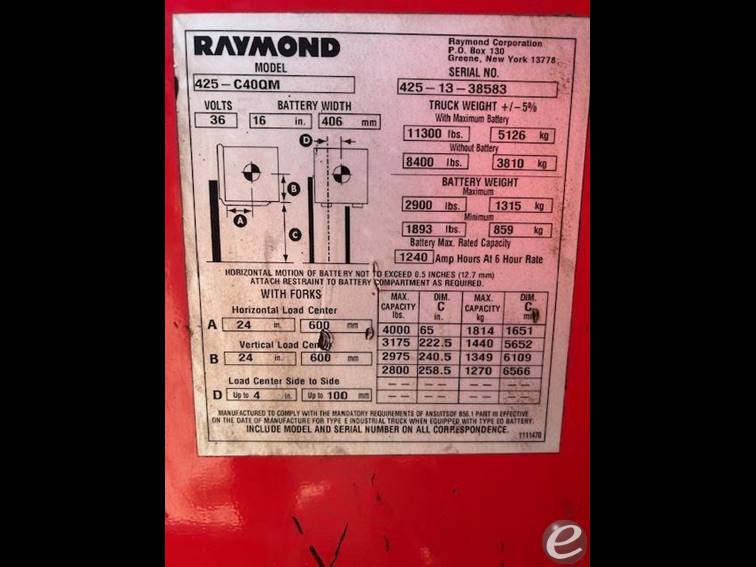 RAYMOND
Raymond Corporation
P.O. Box 130
Greene, New York 13778
MODEL
425-C40QM
SERIAL NO.
425-13-38583
VOLTS
36
BATTERY WIDTH
16 in. 406 mm
TRUCK WEIGHT +/-5%
With Maximum Battery
11300 lbs. 5126 kg
Without Battery
8400 lbs. 3810 kg
BATTERY WEIGHT
Maximum
2900 lbs. 1315 kg
Minimum
1893 lbs. 859 kg
Battery Max. Rated Capacity
1240 Amp Hours At 6 Hour Rate
D
B
A
C
HORIZONTAL MOTION OF BATTERY NOT TO EXCEED 0.5 INCHES (12.7 mm)
ATTACH RESTRAINT TO BATTERY COMPARTMENT AS REQUIRED.
WITH FORKS
Horizontal Load Center
A 24 in. 600 mm
Vertical Load Center
B 24 in. 600 mm
Load Center Side to Side
D Up to 4 in. Up to 100 mm
MAX. CAPACITY lbs. DIM. C in. MAX. CAPACITY kg DIM. C mm
4000 65 1814 1651
3175 222.5 1440 5652
2975 240.5 1349 6109
2800 258.5 1270 6566
-- -- -- --
-- -- -- --
MANUFACTURED TO COMPLY WITH THE MANDATORY REQUIREMENTS OF ANSI/ITSDF B56.1 PART III EFFECTIVE
ON THE DATE OF MANUFACTURE FOR TYPE E INDUSTRIAL TRUCK WHEN EQUIPPED WITH TYPE EO BATTERY.
INCLUDE MODEL AND SERIAL NUMBER ON ALL CORRESPONDENCE.
1111470
e